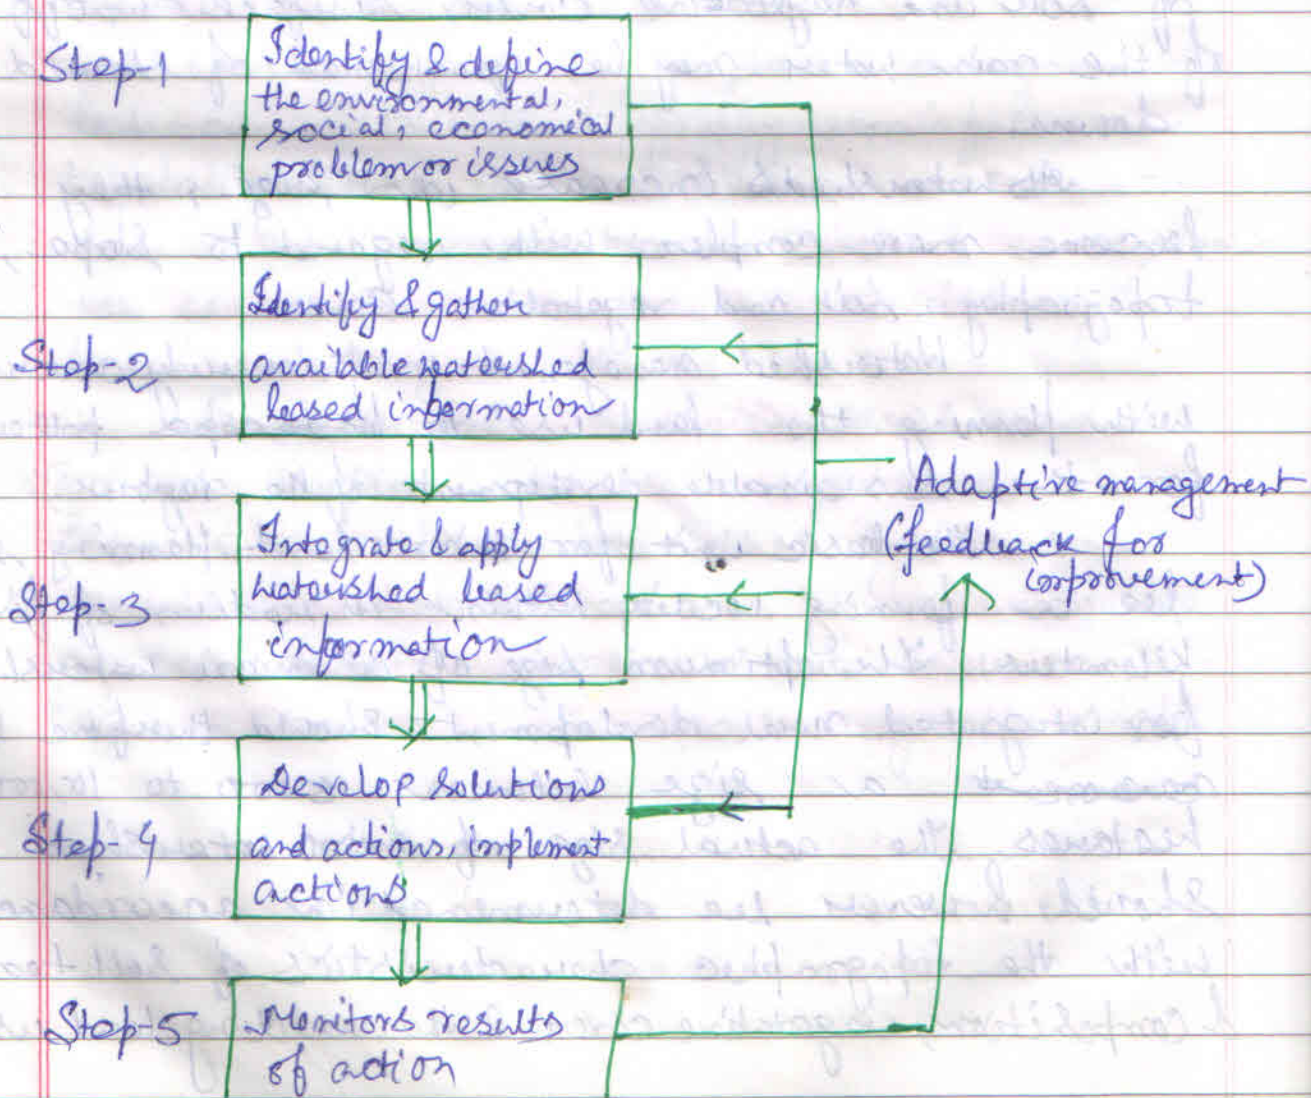 Step-1
Identify & define
the environmental,
social, economical
problem or issues
Step-2
Identify & gather
available watershed
based information
Adaptive management
(feedback for
improvement)
Step-3
Integrate & apply
watershed based
information
Step-4
Develop solutions
and actions, implement
actions
Step-5
Monitors results
of action